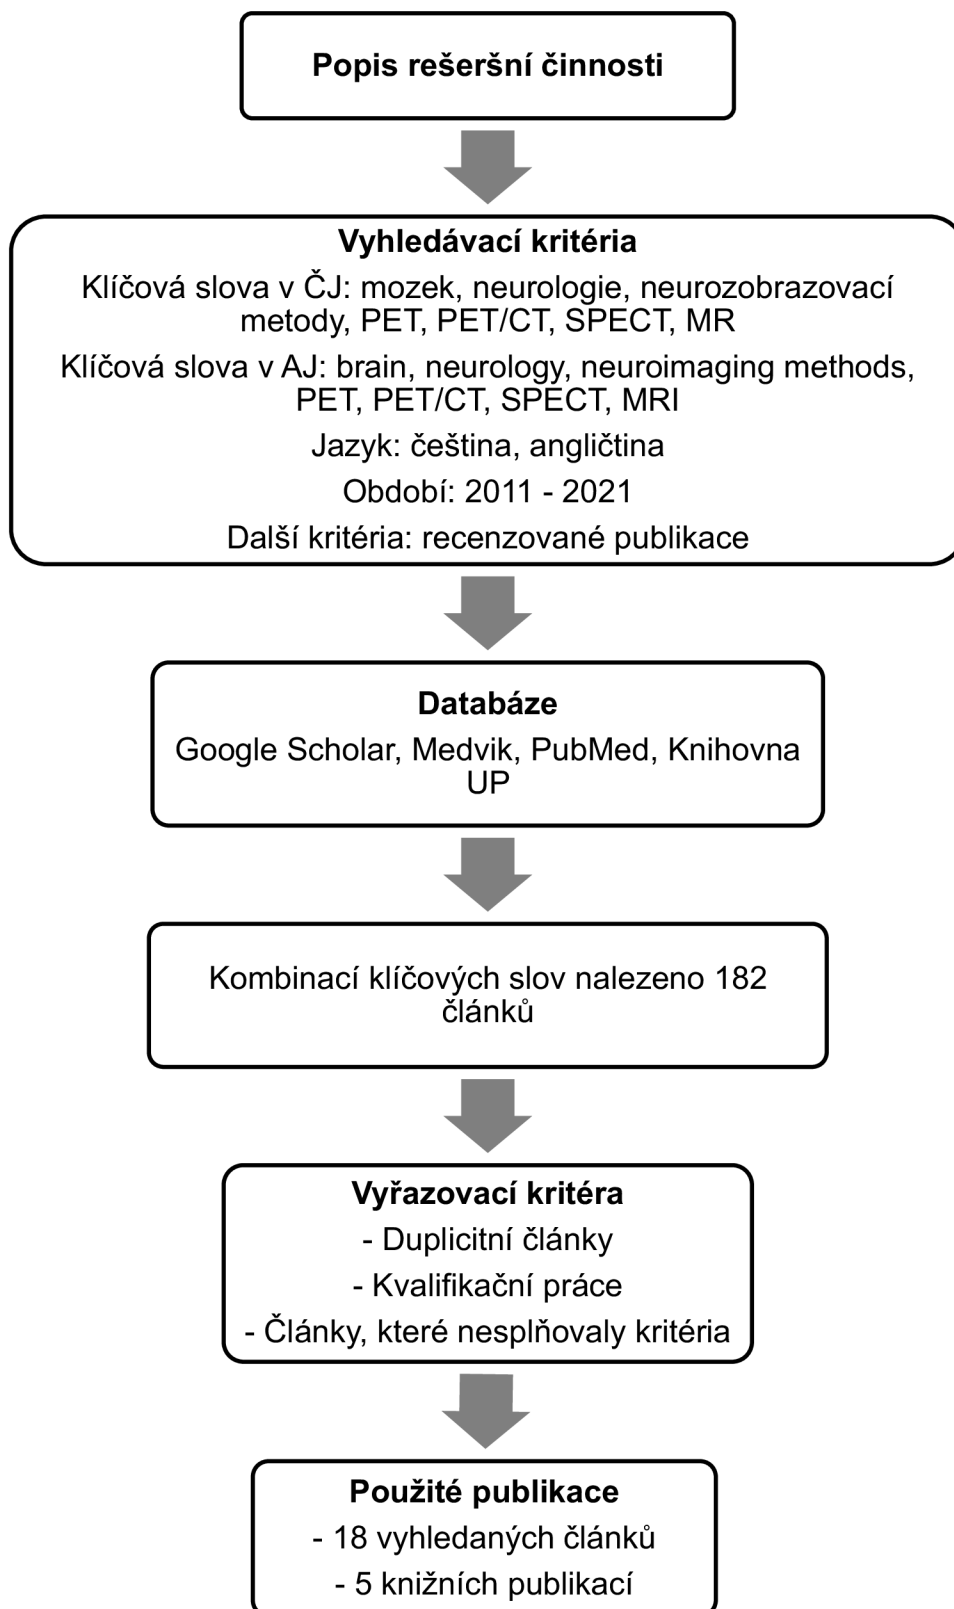 Popis rešeršní činnosti
Vyhledávací kritéria
Klíčová slova v ČJ: mozek, neurologie, neurozobrazovací
metody, PET, PET/CT, SPECT, MR
Klíčová slova v AJ: brain, neurology, neuroimaging methods,
PET, PET/CT, SPECT, MRI
Jazyk: čeština, angličtina
Období: 2011 - 2021
Další kritéria: recenzované publikace
Databáze
Google Scholar, Medvik, PubMed, Knihovna
UP
Kombinací klíčových slov nalezeno 182
článků
Vyřazovací kritéra
- Duplicitní články
- Kvalifikační práce
- Články, které nesplňovaly kritéria
Použité publikace
- 18 vyhledaných článků
- 5 knižních publikací